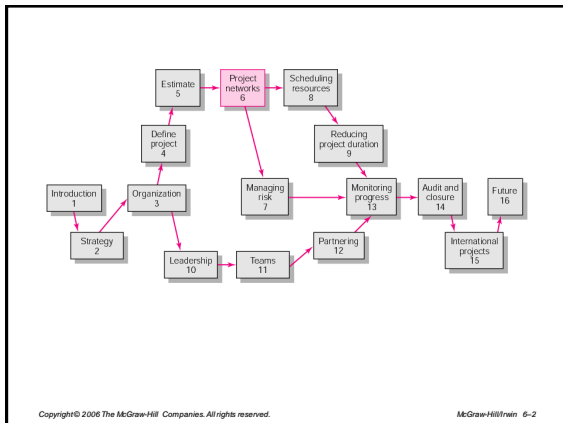 Estimate
5
Project
networks
6
Scheduling
resources
8
Define
project
4
Reducing
project duration
9
Introduction
1
Organization
3
Managing
risk
7
Monitoring
progress
13
Audit and
closure
14
Future
16
Strategy
2
Leadership
10
Teams
11
Partnering
12
International
projects
15
Copyright © 2006 The McGraw-Hill Companies. All rights reserved.
McGraw-Hill/Irwin 6–2